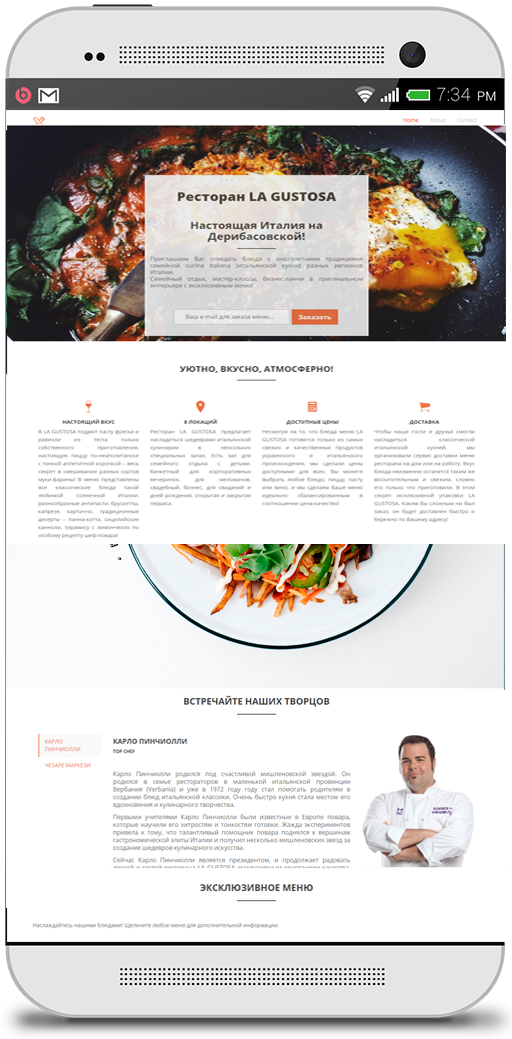 7:34 PM
Home About Contact
Ресторан LA GUSTOSA
Настоящая Италия на
Дерибасовской!
Приглашаем Вас отведать блюда с многолетними традициями
семейной cucina italiana (итальянской кухни) разных регионов
Италии.
Семейный отдых, мастер-классы, бизнес-ланчи в оригинальном
интерьере с эксклюзивным меню!
Ваш e-mail для заказа меню... Заказать
УЮТНО, ВКУСНО, АТМОСФЕРНО!
НАСТОЯЩИЙ ВКУС
В LA GUSTOSA подают пасту фреска и
равиоли из теста только
собственного приготовления,
настоящую пиццу по-неаполитански
с тонкой аппетитной корочкой – весь
секрет в смешивании разных сортов
муки фарины! В меню представлены
все классические блюда такой
любимой солнечной Италии:
разнообразные антипасти, брускетты,
капрезе, карпаччо, традиционные
десерты – панна-котта, сицилийские
канноли, тирамису с лимончелло по
особому рецепту шеф-повара!
8 ЛОКАЦИЙ
Ресторан LA GUSTOSA предлагает
насладиться шедеврами итальянской
кулинарии в нескольких
специальных залах. Есть зал для
семейного отдыха с детьми,
банкетный для корпоративных
вечеринок, для меломанов,
свадебный, бизнес, для свиданий и
дней рождения, открытая и закрытая
терраса.
ДОСТУПНЫЕ ЦЕНЫ
Несмотря на то, что блюда меню LA
GUSTOSA готовятся только из самых
свежих и качественных продуктов
украинского и итальянского
происхождения, мы сделали цены
доступными для всех. Вы можете
выбрать любое блюдо, пиццу, пасту
или вино, и мы сделаем Ваше меню
идеально сбалансированным в
соотношении цена-качество!
ДОСТАВКА
Чтобы наши гости и друзья смогли
насладиться классической
итальянской кухней, мы
организовали сервис доставки меню
ресторана на дом или на работу. Вкус
блюда неизменно останется таким же
восхитительным и свежим, словно
его только что приготовили. В этом
секрет эксклюзивной упаковки LA
GUSTOSA. Каким бы сложным ни был
заказ, он будет доставлен быстро и
бережно по Вашему адресу!
ВСТРЕЧАЙТЕ НАШИХ ТВОРЦОВ
КАРЛО
ПИНЧИОЛЛИ
ЧЕЗАРЕ МАРКЕЗИ
КАРЛО ПИНЧИОЛЛИ
TOP CHEF
Карло Пинчиолли родился под счастливой мишленовской звездой. Он
родился в семье рестораторов в маленькой итальянской провинции
Вербания (Verbania) и уже в 1972 году году стал помогать родителям в
создании блюд итальянской классики. Очень быстро кухня стала местом его
вдохновения и кулинарного творчества.
Первыми учителями Карло Пинчиолли были известные в Европе повара,
которые научили его хитростям и тонкостям готовки. Жажда экспериментов
привела к тому, что талантливый помощник повара поднялся к вершинам
гастрономической элиты Италии и получил несколько мишленовских звезд за
создание шедевров кулинарного искусства.
Сейчас Карло Пинчиолли является президентом, и продолжает радовать
ЭКСКЛЮЗИВНОЕ МЕНЮ
Наслаждайтесь нашими блюдами! Щелкните любое меню для дополнительной информации.